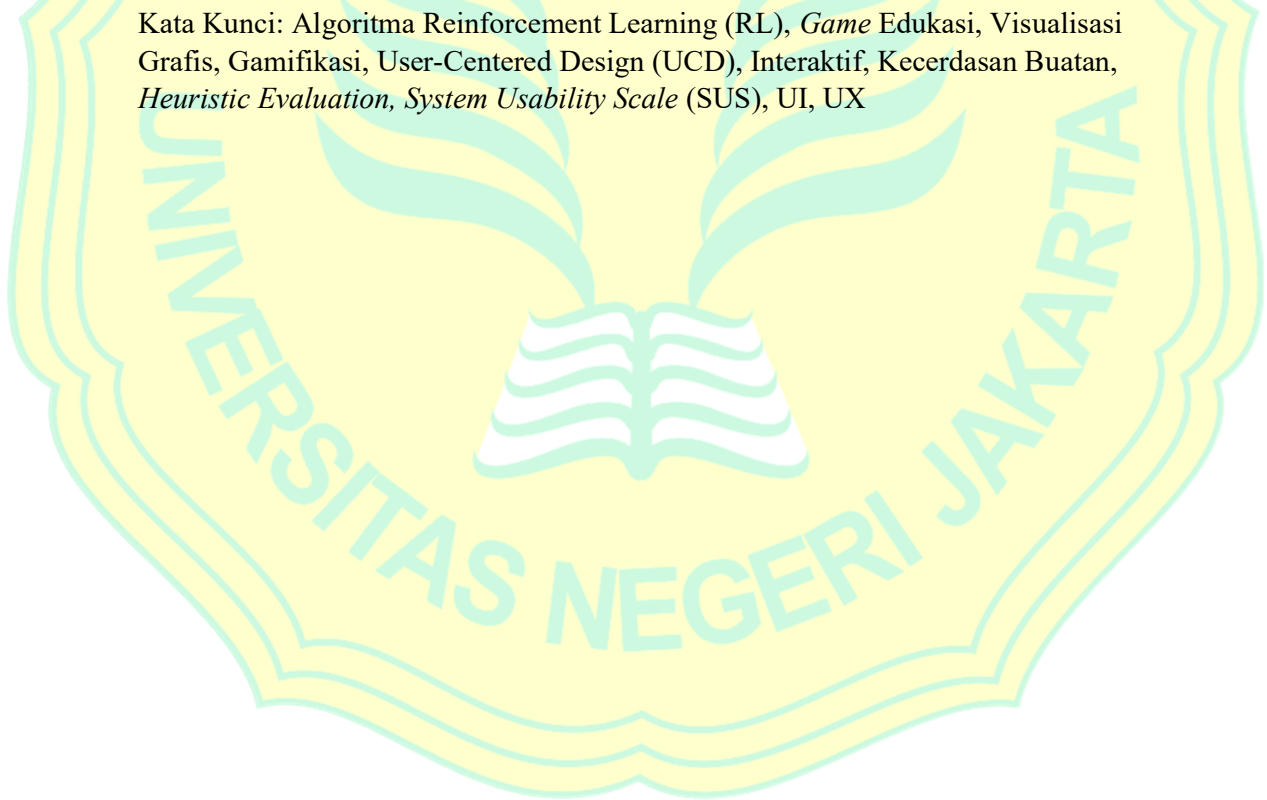 Kata Kunci: Algoritma Reinforcement Learning (RL), Game Edukasi, Visualisasi
Grafis, Gamifikasi, User-Centered Design (UCD), Interaktif, Kecerdasan Buatan,
Heuristic Evaluation, System Usability Scale (SUS), UI, UX
UNIVERSITAS NEGERI JAKARTA